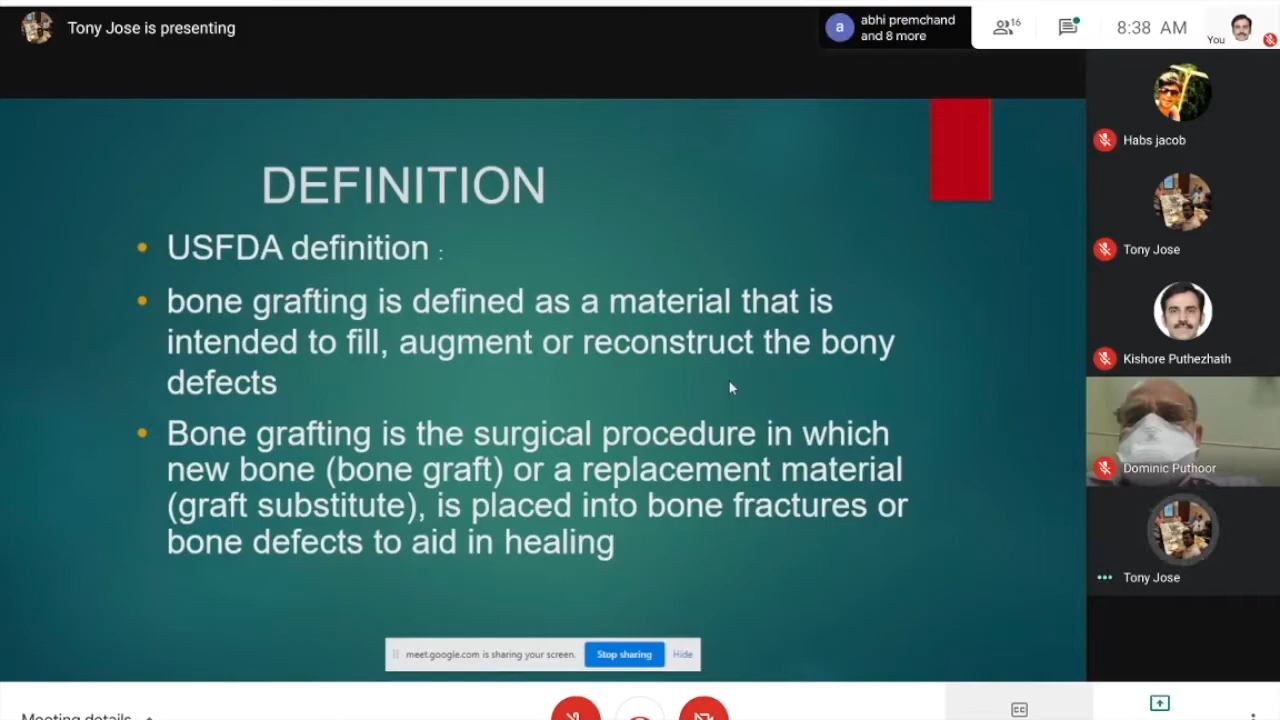 Tony Jose is presenting
a
abhi premchand
and 8 more
16
8:38 AM
You
DEFINITION
• USFDA definition :
• bone grafting is defined as a material that is
intended to fill, augment or reconstruct the bony
defects
• Bone grafting is the surgical procedure in which
new bone (bone graft) or a replacement material
(graft substitute), is placed into bone fractures or
bone defects to aid in healing
meet.google.com is sharing your screen.
Stop sharing
Hide
Habs jacob
Tony Jose
Kishore Puthezhath
Dominic Puthoor
Tony Jose
Meeting details
CC